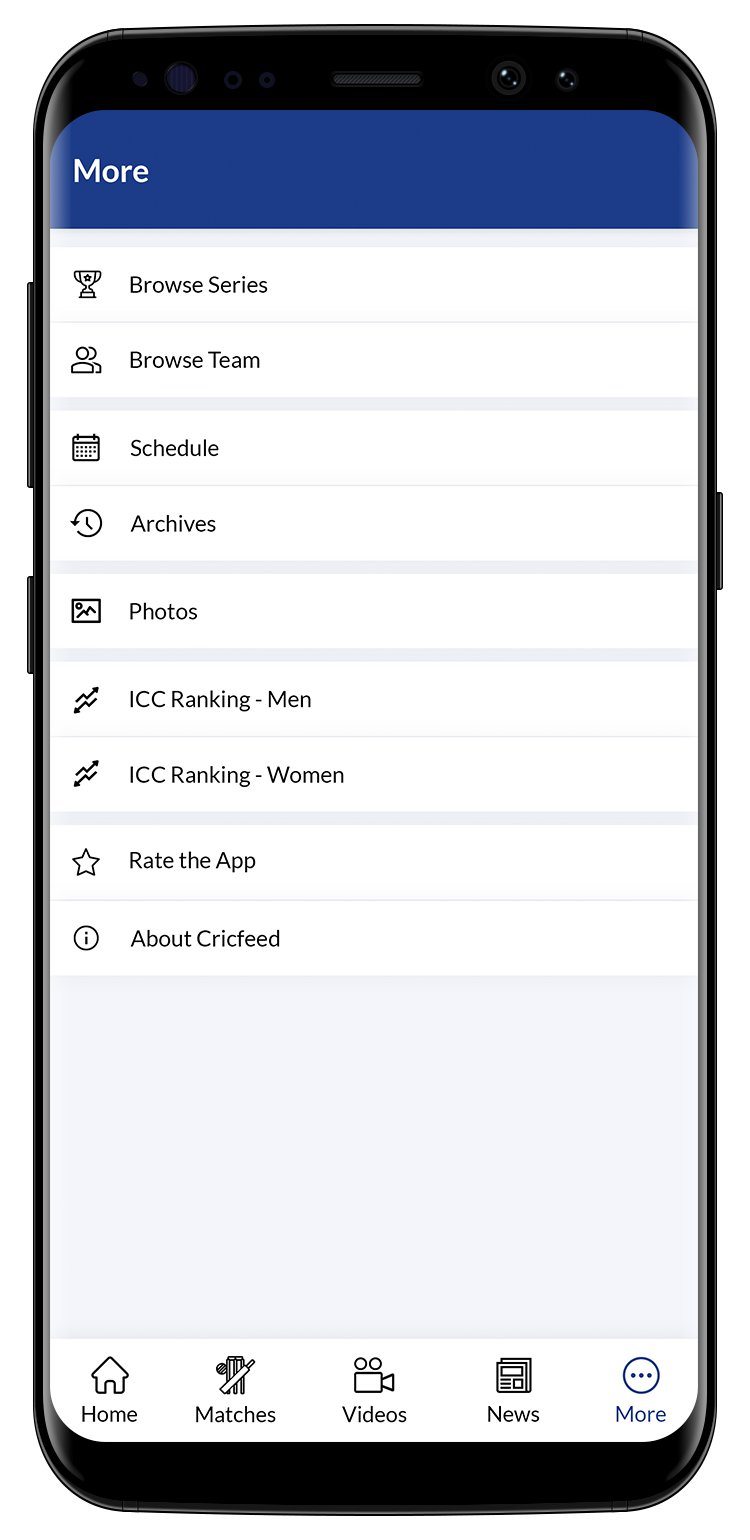 More
Browse Series
Browse Team
Schedule
Archives
Photos
ICC Ranking - Men
ICC Ranking - Women
Rate the App
About Cricfeed
Home
Matches
Videos
News
More